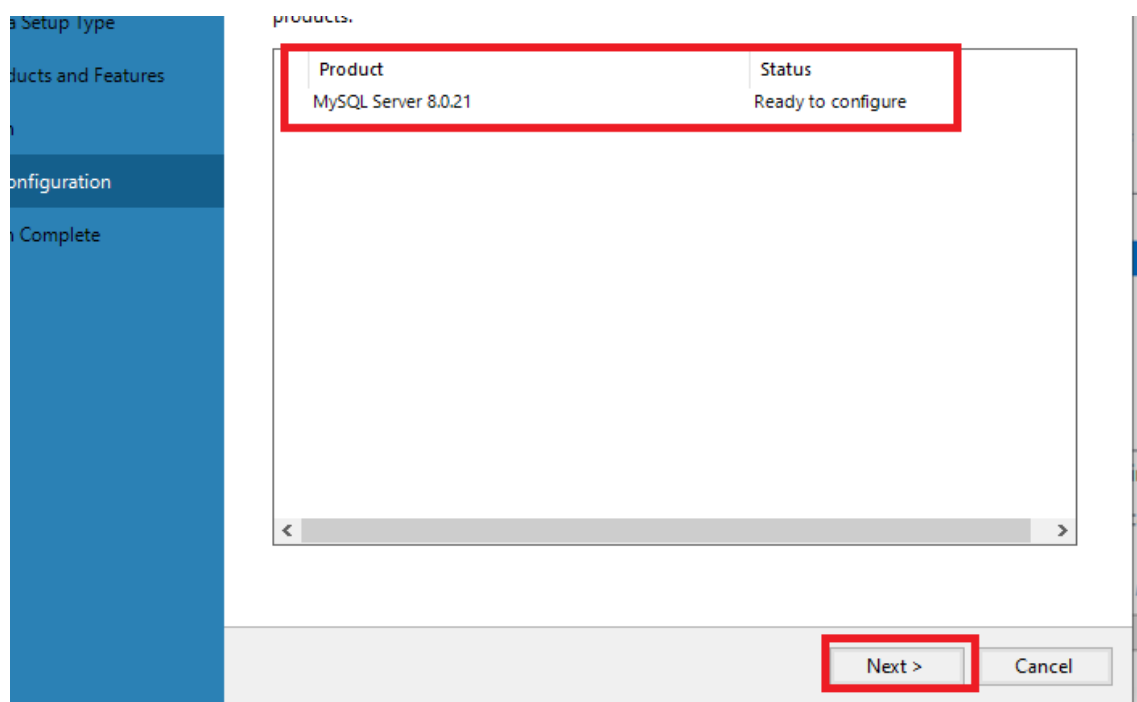 a Setup Type
products.
ducts and Features
Product Status
MySQL Server 8.0.21 Ready to configure
n
onfiguration
n Complete
Next > Cancel